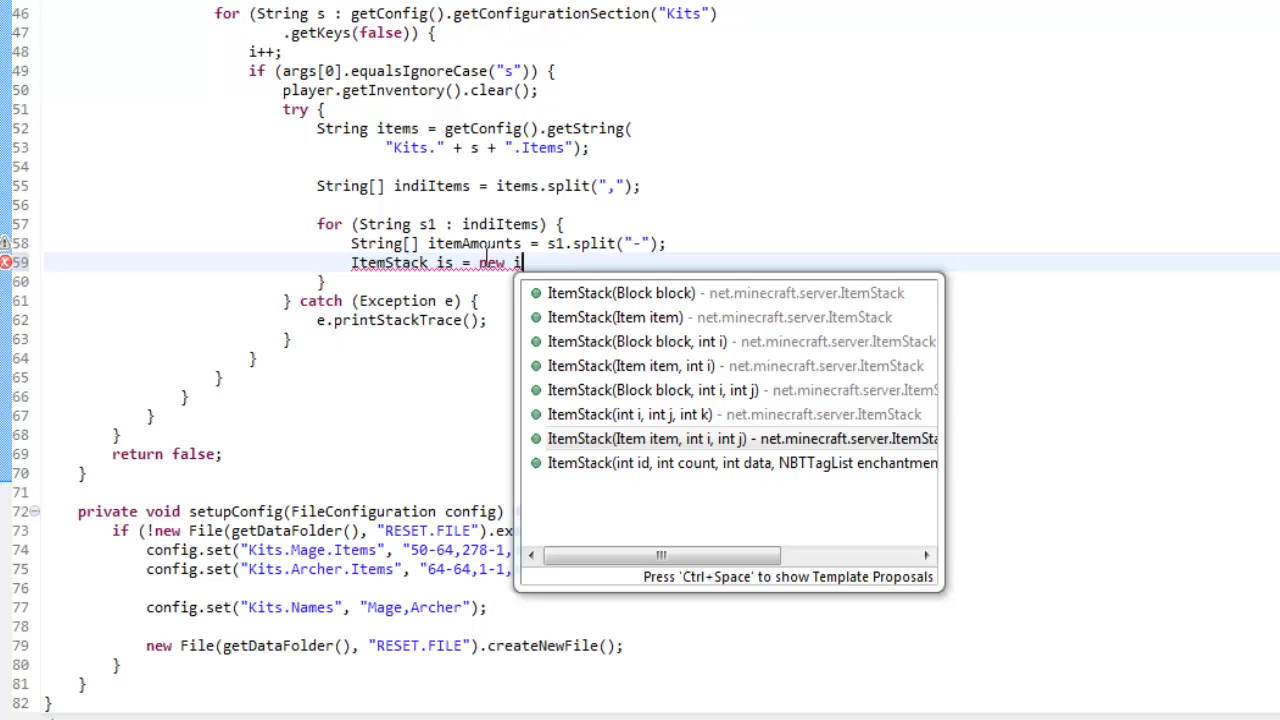 46 for (String s : getConfig().getConfigurationSection("Kits")
47 .getKeys(false)) {
48 i++;
49 if (args[0].equalsIgnoreCase("s")) {
50 player.getInventory().clear();
51 try {
52 String items = getConfig().getString(
53 "Kits." + s + ".Items");
54
55 String[] indiItems = items.split(",");
56
57 for (String s1 : indiItems) {
58 String[] itemAmounts = s1.split("-");
59 ItemStack is = new i
60 }
61 } catch (Exception e) {
62 e.printStackTrace();
63 }
64 }
65 }
66 }
67 }
68 }
69 return false;
70 }
71
72 private void setupConfig(FileConfiguration config)
73 if (!new File(getDataFolder(), "RESET.FILE").ex
74 config.set("Kits.Mage.Items", "50-64,278-1,
75 config.set("Kits.Archer.Items", "64-64,1-1,
76
77 config.set("Kits.Names", "Mage,Archer");
78
79 new File(getDataFolder(), "RESET.FILE").createNewFile();
80 }
81 }
82 }
ItemStack(Block block) - net.minecraft.server.ItemStack
ItemStack(Item item) - net.minecraft.server.ItemStack
ItemStack(Block block, int i) - net.minecraft.server.ItemStack
ItemStack(Item item, int i) - net.minecraft.server.ItemStack
ItemStack(Block block, int i, int j) - net.minecraft.server.ItemS
ItemStack(int i, int j, int k) - net.minecraft.server.ItemStack
ItemStack(Item item, int i, int j) - net.minecraft.server.ItemSta
ItemStack(int id, int count, int data, NBTTagList enchantmen
Press 'Ctrl+Space' to show Template Proposals